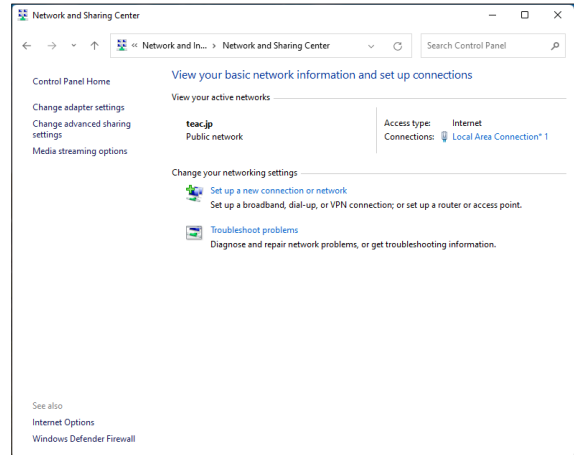 Network and Sharing Center
« Network and In... > Network and Sharing Center
Search Control Panel
Control Panel Home
Change adapter settings
Change advanced sharing
settings
Media streaming options
View your basic network information and set up connections
View your active networks
teac.jp
Public network
Access type: Internet
Connections: Local Area Connection* 1
Change your networking settings
Set up a new connection or network
Set up a broadband, dial-up, or VPN connection; or set up a router or access point.
Troubleshoot problems
Diagnose and repair network problems, or get troubleshooting information.
See also
Internet Options
Windows Defender Firewall